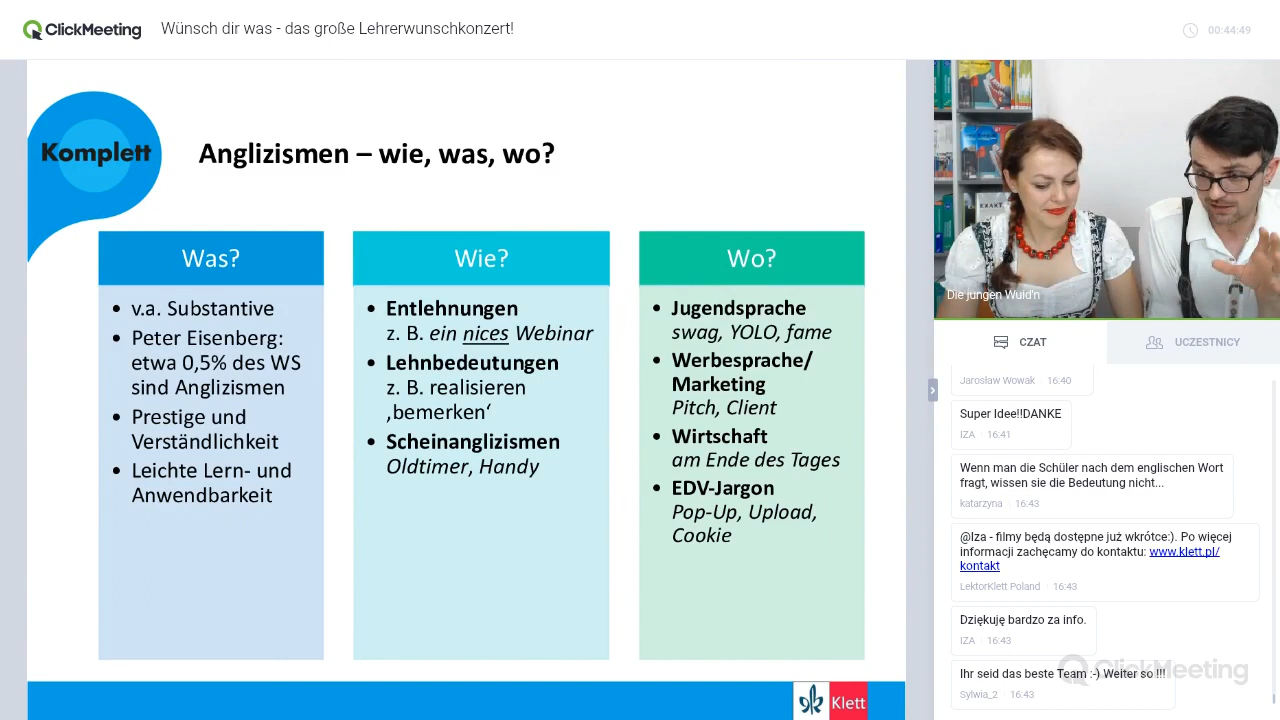 ClickMeeting
Wünsch dir was - das große Lehrerwunschkonzert!
00:44:49
Komplett
Anglizismen – wie, was, wo?
Was?
• v.a. Substantive
• Peter Eisenberg:
etwa 0,5% des WS
sind Anglizismen
• Prestige und
Verständlichkeit
• Leichte Lern- und
Anwendbarkeit
Wie?
• Entlehnungen
z. B. ein nices Webinar
• Lehnbedeutungen
z. B. realisieren
‚bemerken‘
• Scheinanglizismen
Oldtimer, Handy
Wo?
• Jugendsprache
swag, YOLO, fame
• Werbesprache/
Marketing
Pitch, Client
• Wirtschaft
am Ende des Tages
• EDV-Jargon
Pop-Up, Upload,
Cookie
Klett
EXAKT
Die jungen Wuid'n
CZAT
UCZESTNICY
Jarosław Wowak · 16:40
Super Idee!!DANKE
IZA · 16:41
Wenn man die Schüler nach dem englischen Wort
fragt, wissen sie die Bedeutung nicht...
katarzyna · 16:43
@Iza - filmy będą dostępne już wkrótce:). Po więcej
informacji zachęcamy do kontaktu: www.klett.pl/
kontakt
LektorKlett Poland · 16:43
Dziękuję bardzo za info.
IZA · 16:43
Ihr seid das beste Team :-) Weiter so !!!
Sylwia_2 · 16:43
ClickMeeting